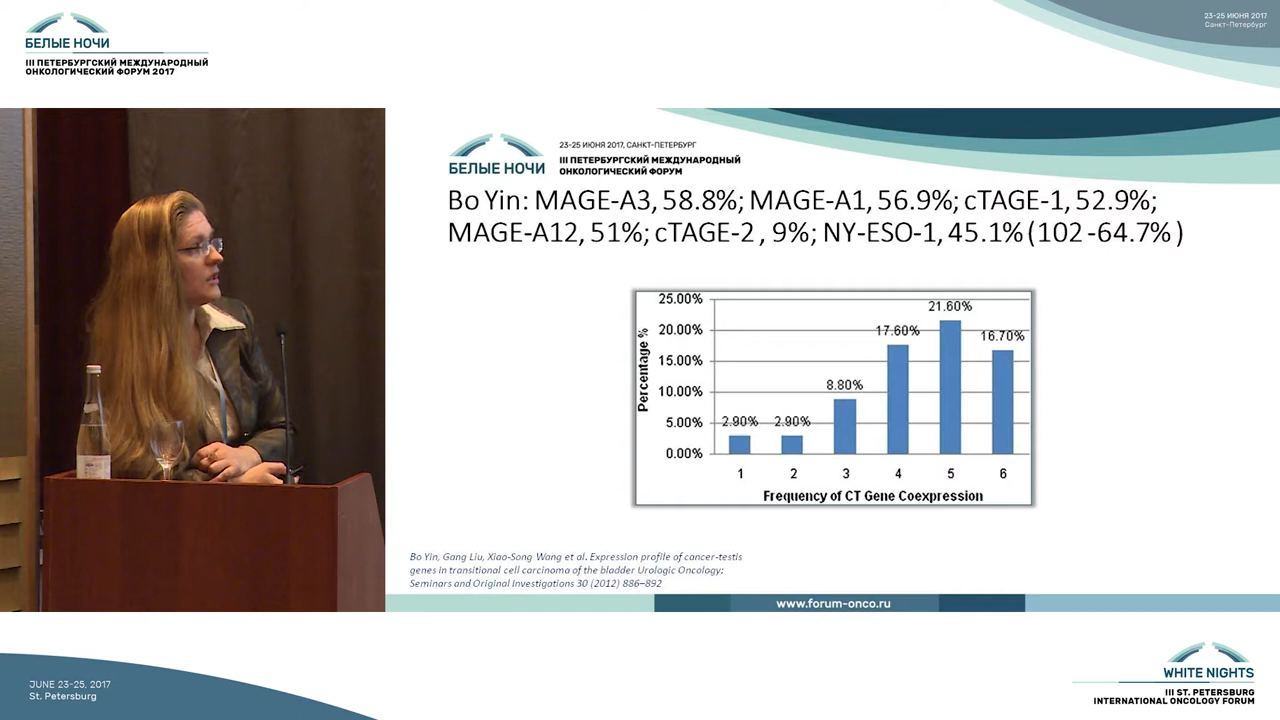 БЕЛЫЕ НОЧИ
III ПЕТЕРБУРГСКИЙ МЕЖДУНАРОДНЫЙ
ОНКОЛОГИЧЕСКИЙ ФОРУМ 2017
23-25 ИЮНЯ 2017
Санкт-Петербург
БЕЛЫЕ НОЧИ
23-25 ИЮНЯ 2017, САНКТ-ПЕТЕРБУРГ
III ПЕТЕРБУРГСКИЙ МЕЖДУНАРОДНЫЙ
ОНКОЛОГИЧЕСКИЙ ФОРУМ
Bo Yin: MAGE-A3, 58.8%; MAGE-A1, 56.9%; cTAGE-1, 52.9%;
MAGE-A12, 51%; cTAGE-2 , 9%; NY-ESO-1, 45.1% (102 -64.7% )
Percentage %
25.00%
20.00%
15.00%
10.00%
5.00%
0.00%
2.90%
2.90%
8.80%
17.60%
21.60%
16.70%
1 2 3 4 5 6
Frequency of CT Gene Coexpression
Bo Yin, Gang Liu, Xiao-Song Wang et al. Expression profile of cancer-testis
genes in transitional cell carcinoma of the bladder Urologic Oncology:
Seminars and Original Investigations 30 (2012) 886–892
www.forum-onco.ru
JUNE 23-25, 2017
St. Petersburg
WHITE NIGHTS
III ST. PETERSBURG
INTERNATIONAL ONCOLOGY FORUM